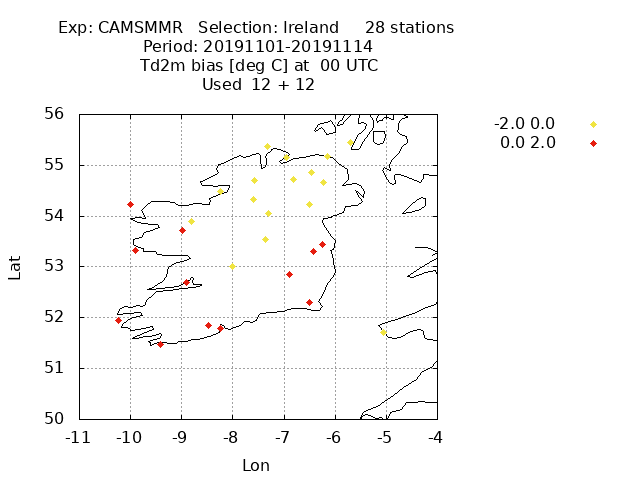 Exp: CAMSMMR   Selection: Ireland     28 stations
Period: 20191101-20191114
Td2m bias [deg C] at  00 UTC
Used  12 + 12
-2.0 0.0
0.0 2.0
56
55
54
53
52
51
50
Lat
-11 -10 -9 -8 -7 -6 -5 -4
Lon